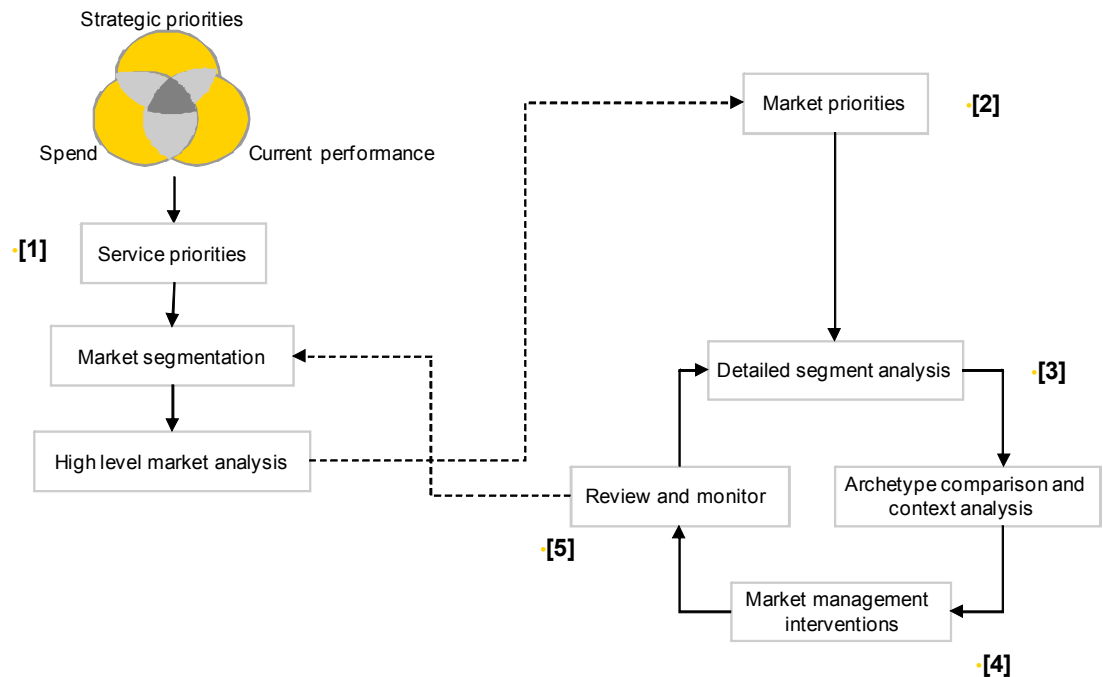 Strategic priorities
Spend
Current performance
·[1]
Service priorities
Market segmentation
High level market analysis
Market priorities
·[2]
Detailed segment analysis
·[3]
Archetype comparison and
context analysis
Market management
interventions
·[4]
Review and monitor
·[5]